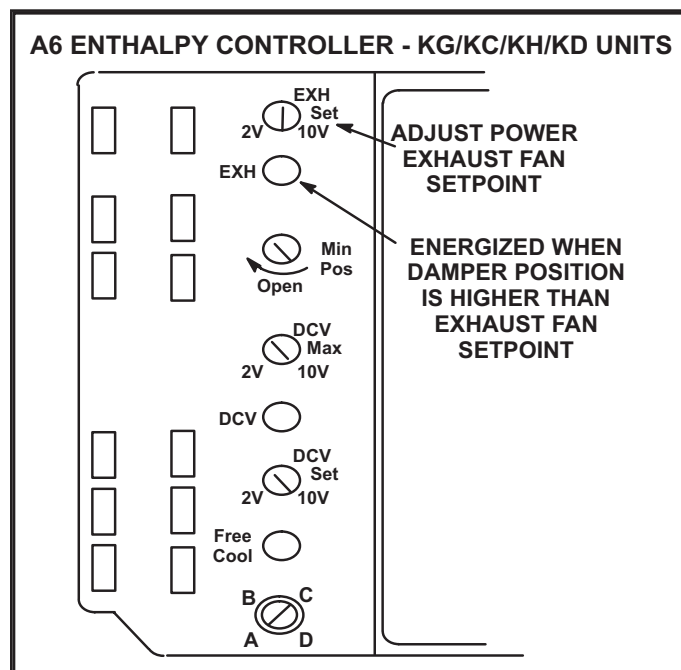 A6 ENTHALPY CONTROLLER - KG/KC/KH/KD UNITS
EXH
Set
2V 10V
ADJUST POWER
EXHAUST FAN
SETPOINT
EXH
ENERGIZED WHEN
DAMPER POSITION
IS HIGHER THAN
EXHAUST FAN
SETPOINT
Min
Pos
Open
DCV
Max
2V 10V
DCV
DCV
Set
2V 10V
Free
Cool
B C
A D